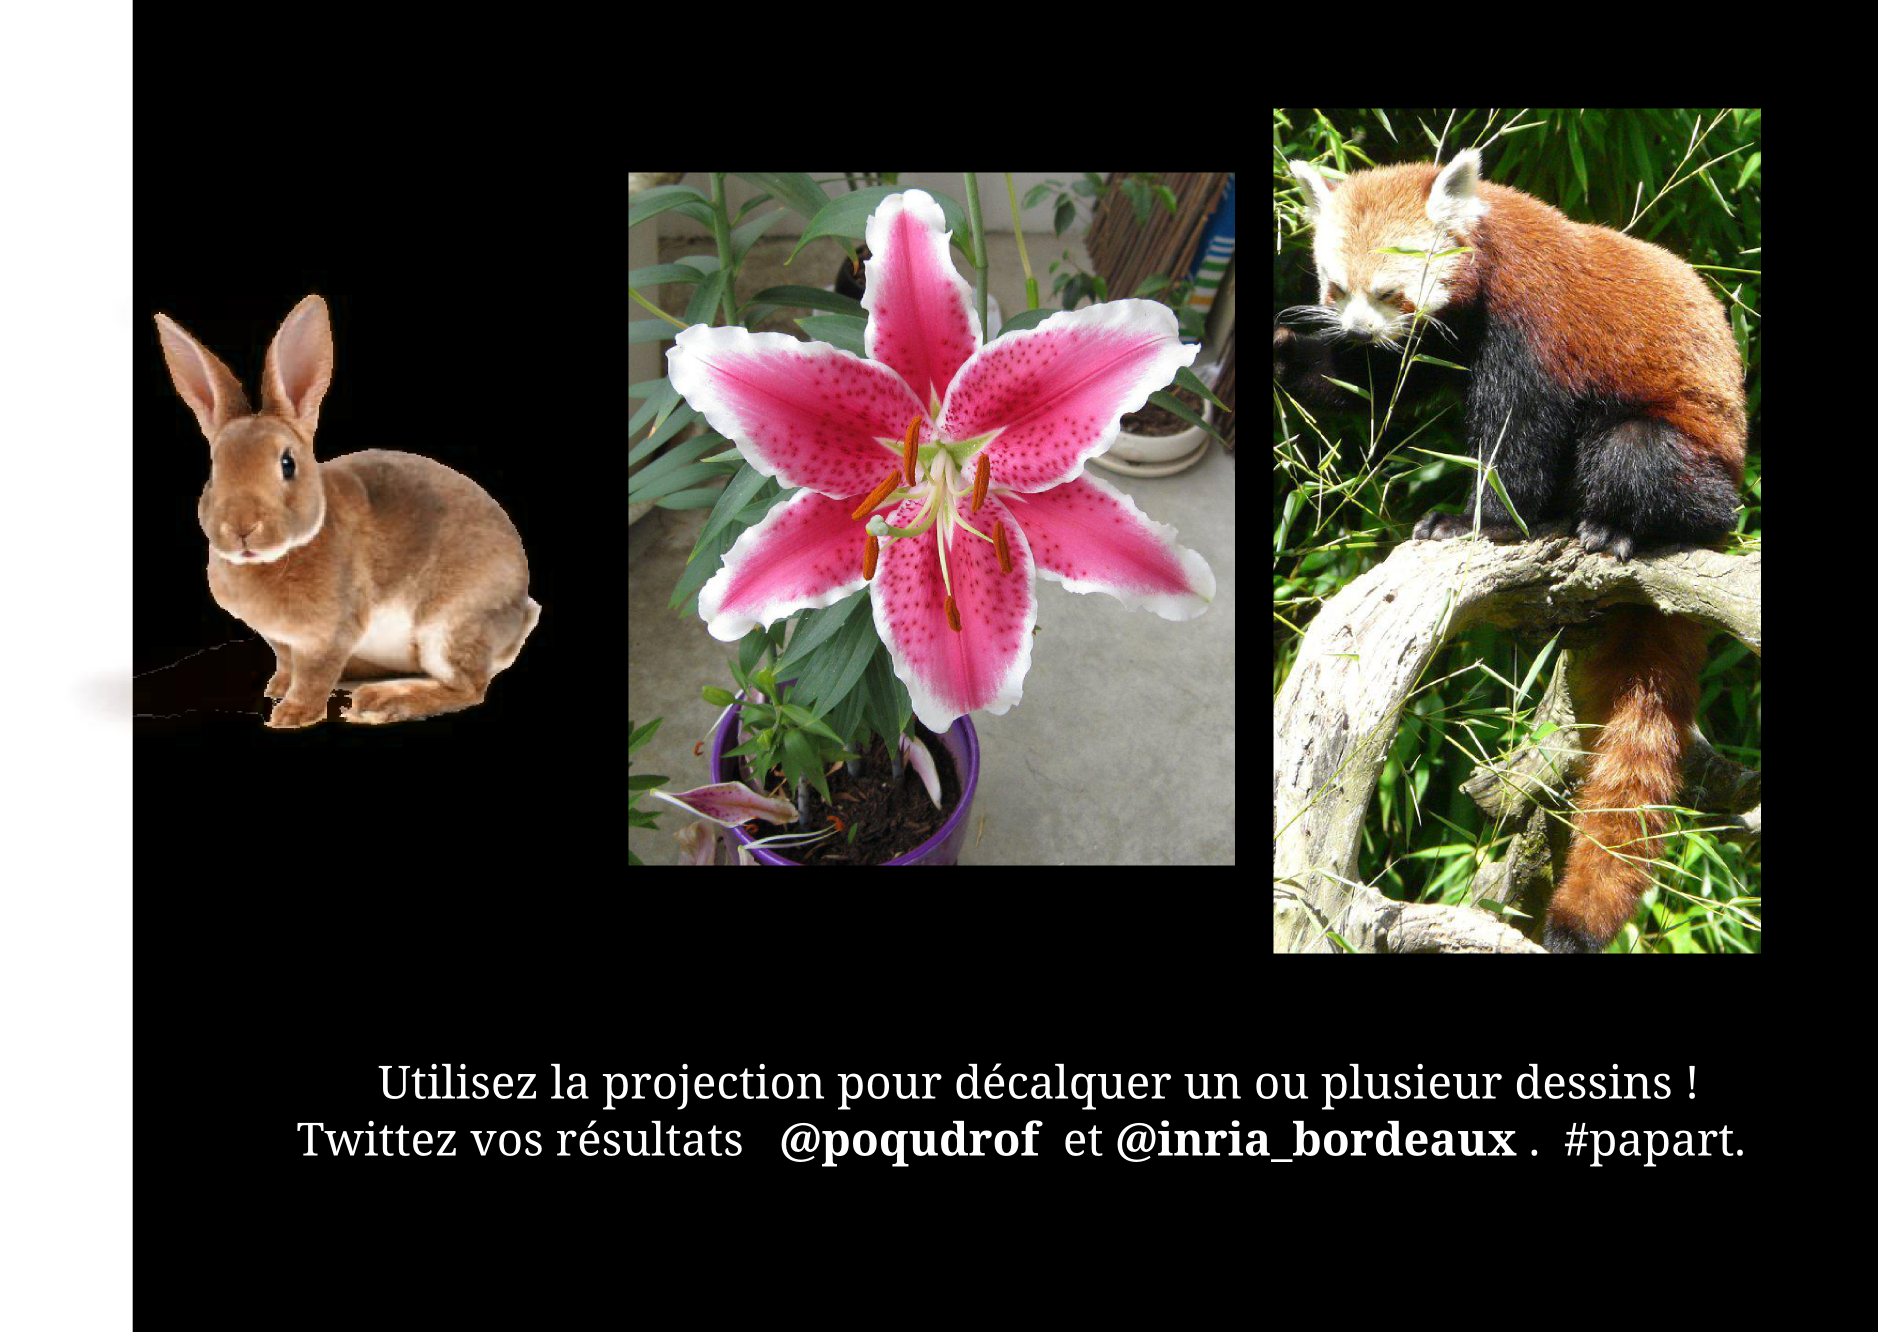 Utilisez la projection pour décalquer un ou plusieur dessins !
Twittez vos résultats @poqudrof et @inria_bordeaux . #papart.